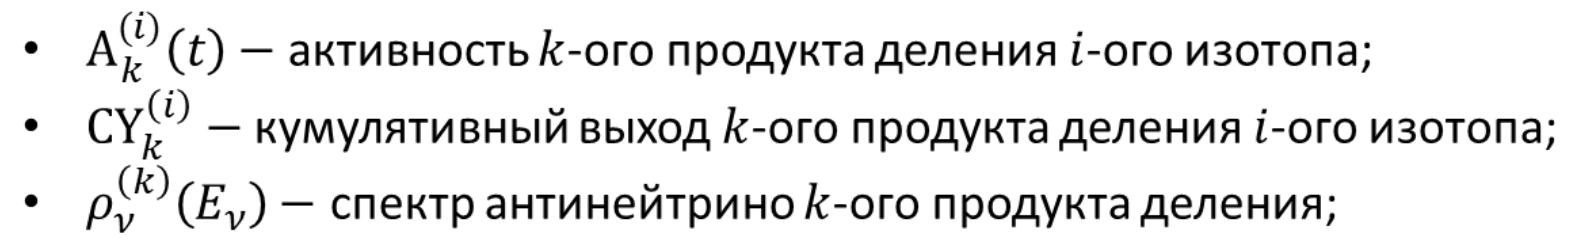 • A_k^{(i)}(t) – активность k-ого продукта деления i-ого изотопа;
• CY_k^{(i)} – кумулятивный выход k-ого продукта деления i-ого изотопа;
• ρ_ν^{(k)}(E_ν) – спектр антинейтрино k-ого продукта деления;